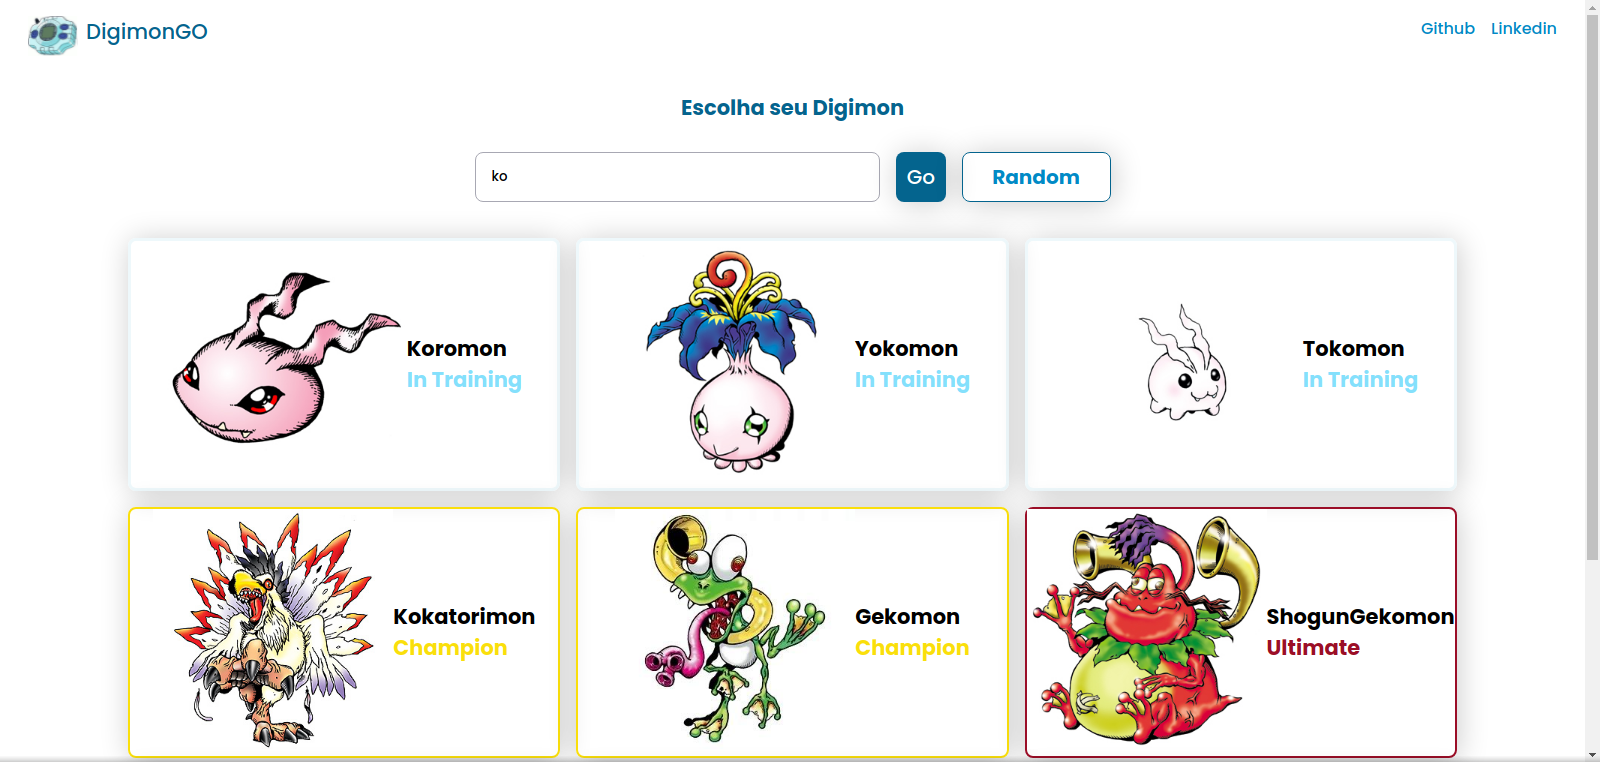 DigimonGO
Github
Linkedin
Escolha seu Digimon
ko
Go
Random
Koromon
In Training
Yokomon
In Training
Tokomon
In Training
Kokatorimon
Champion
Gekomon
Champion
ShogunGekomon
Ultimate